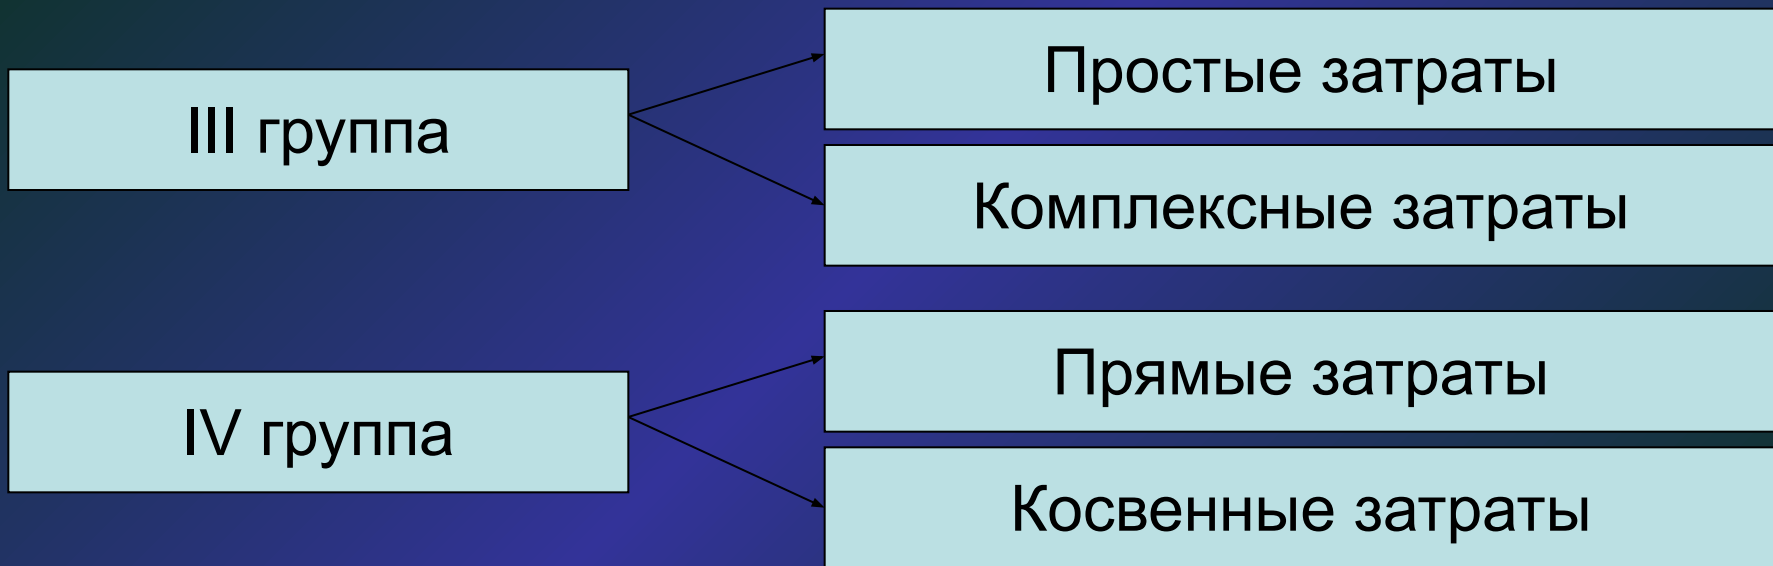 III группа
Простые затраты
Комплексные затраты
IV группа
Прямые затраты
Косвенные затраты